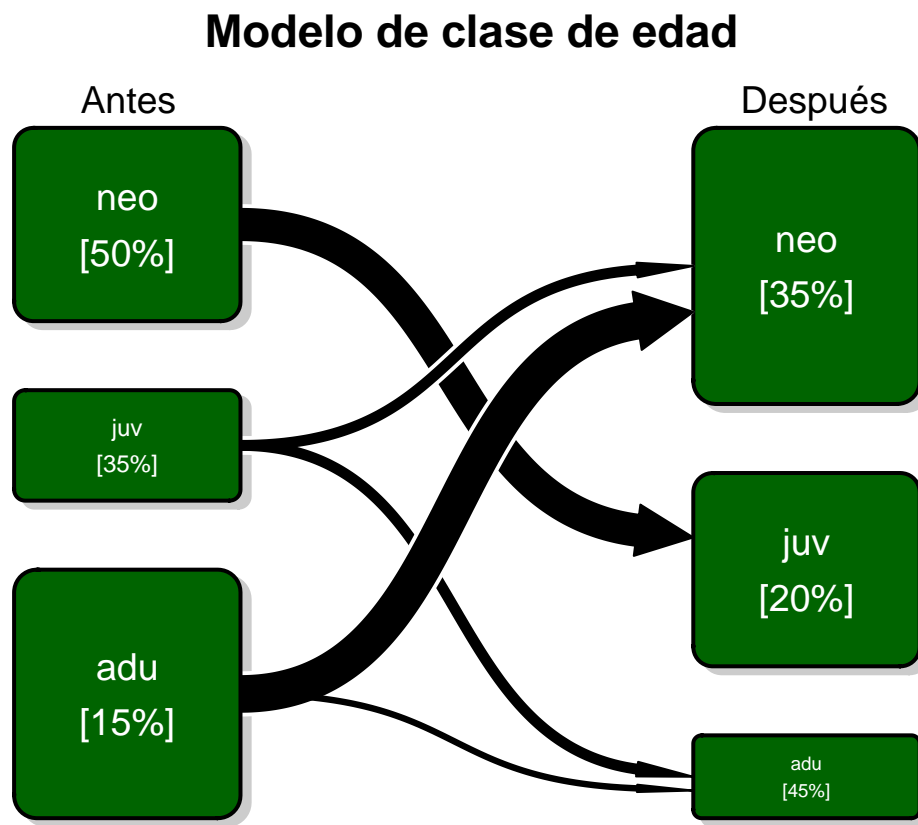 Modelo de clase de edad
Antes
Después
neo
[50%]
juv
[35%]
adu
[15%]
neo
[35%]
juv
[20%]
adu
[45%]